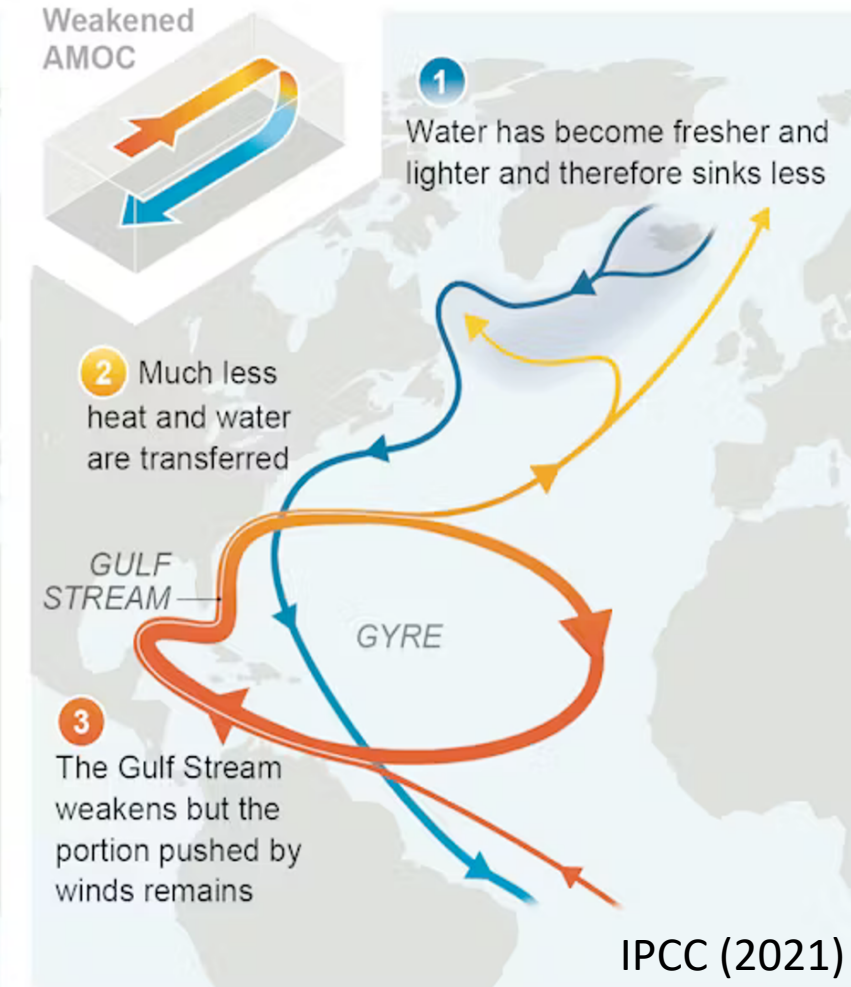 Weakened
AMOC
1
Water has become fresher and
lighter and therefore sinks less
2 Much less
heat and water
are transferred
GULF
STREAM
GYRE
3
The Gulf Stream
weakens but the
portion pushed by
winds remains
IPCC (2021)